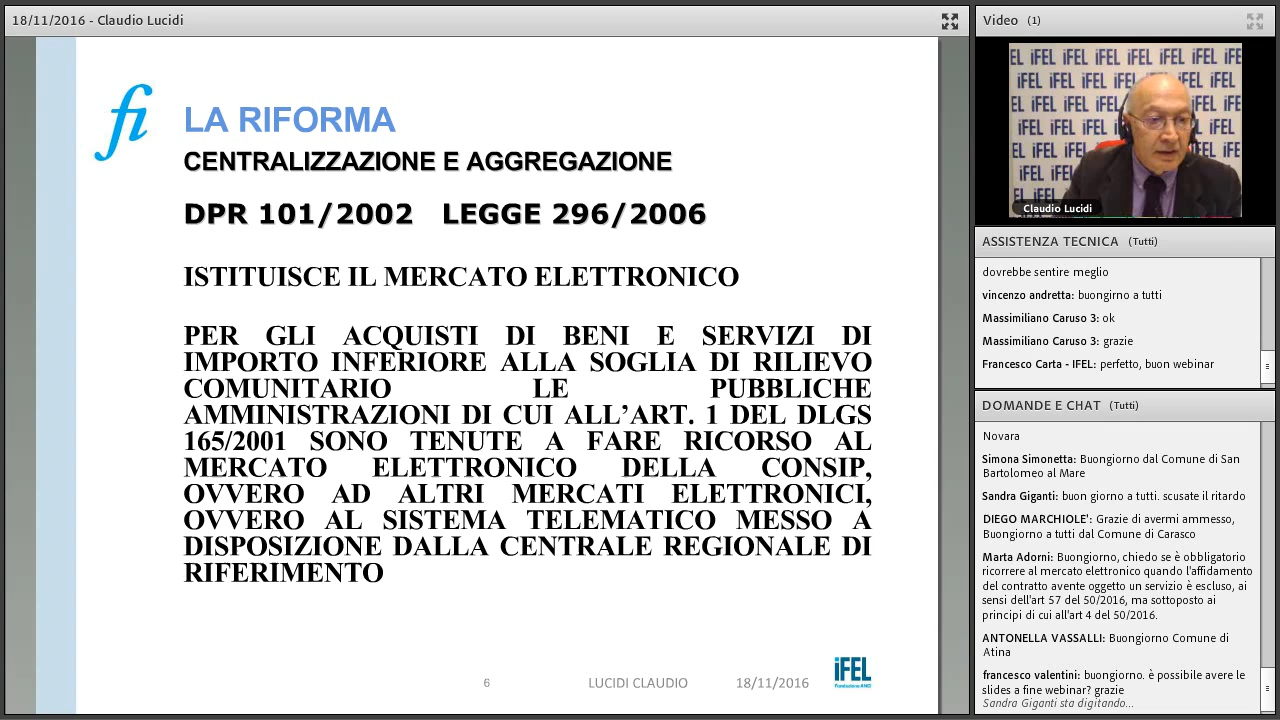 18/11/2016 - Claudio Lucidi
fi
LA RIFORMA
CENTRALIZZAZIONE E AGGREGAZIONE
DPR 101/2002 LEGGE 296/2006
ISTITUISCE IL MERCATO ELETTRONICO
PER GLI ACQUISTI DI BENI E SERVIZI DI
IMPORTO INFERIORE ALLA SOGLIA DI RILIEVO
COMUNITARIO LE PUBBLICHE
AMMINISTRAZIONI DI CUI ALL’ART. 1 DEL DLGS
165/2001 SONO TENUTE A FARE RICORSO AL
MERCATO ELETTRONICO DELLA CONSIP,
OVVERO AD ALTRI MERCATI ELETTRONICI,
OVVERO AL SISTEMA TELEMATICO MESSO A
DISPOSIZIONE DALLA CENTRALE REGIONALE DI
RIFERIMENTO
6
LUCIDI CLAUDIO
18/11/2016
iFEL
Fondazione ANCI
Video (1)
iFEL
Claudio Lucidi
ASSISTENZA TECNICA (Tutti)
dovrebbe sentire meglio
vincenzo andretta: buongirno a tutti
Massimiliano Caruso 3: ok
Massimiliano Caruso 3: grazie
Francesco Carta - IFEL: perfetto, buon webinar
DOMANDE E CHAT (Tutti)
Novara
Simona Simonetta: Buongiorno dal Comune di San
Bartolomeo al Mare
Sandra Giganti: buon giorno a tutti. scusate il ritardo
DIEGO MARCHIOLE': Grazie di avermi ammesso,
Buongiorno a tutti dal Comune di Carasco
Marta Adorni: Buongiorno, chiedo se è obbligatorio
ricorrere al mercato elettronico quando l'affidamento
del contratto avente oggetto un servizio è escluso, ai
sensi dell'art 57 del 50/2016, ma sottoposto ai
principi di cui all'art 4 del 50/2016.
ANTONELLA VASSALLI: Buongiorno Comune di
Atina
francesco valentini: buongiorno. è possibile avere le
slides a fine webinar? grazie
Sandra Giganti sta digitando...